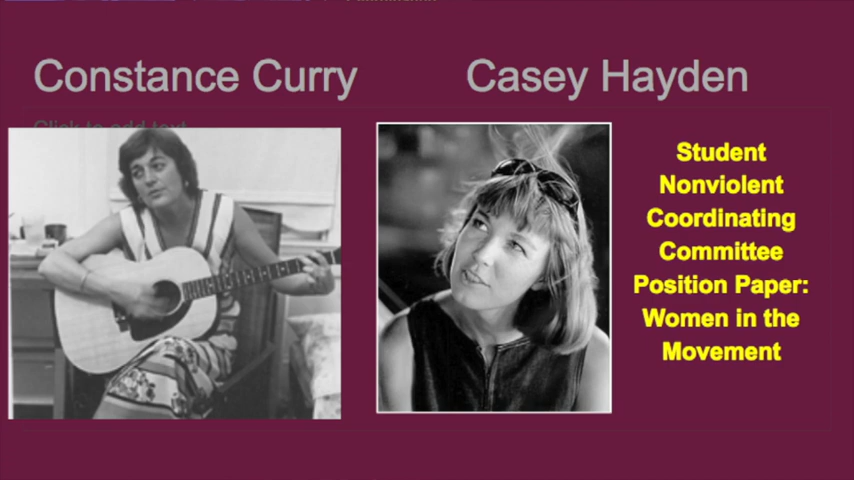 Constance Curry
Casey Hayden
Click to add text
Student
Nonviolent
Coordinating
Committee
Position Paper:
Women in the
Movement